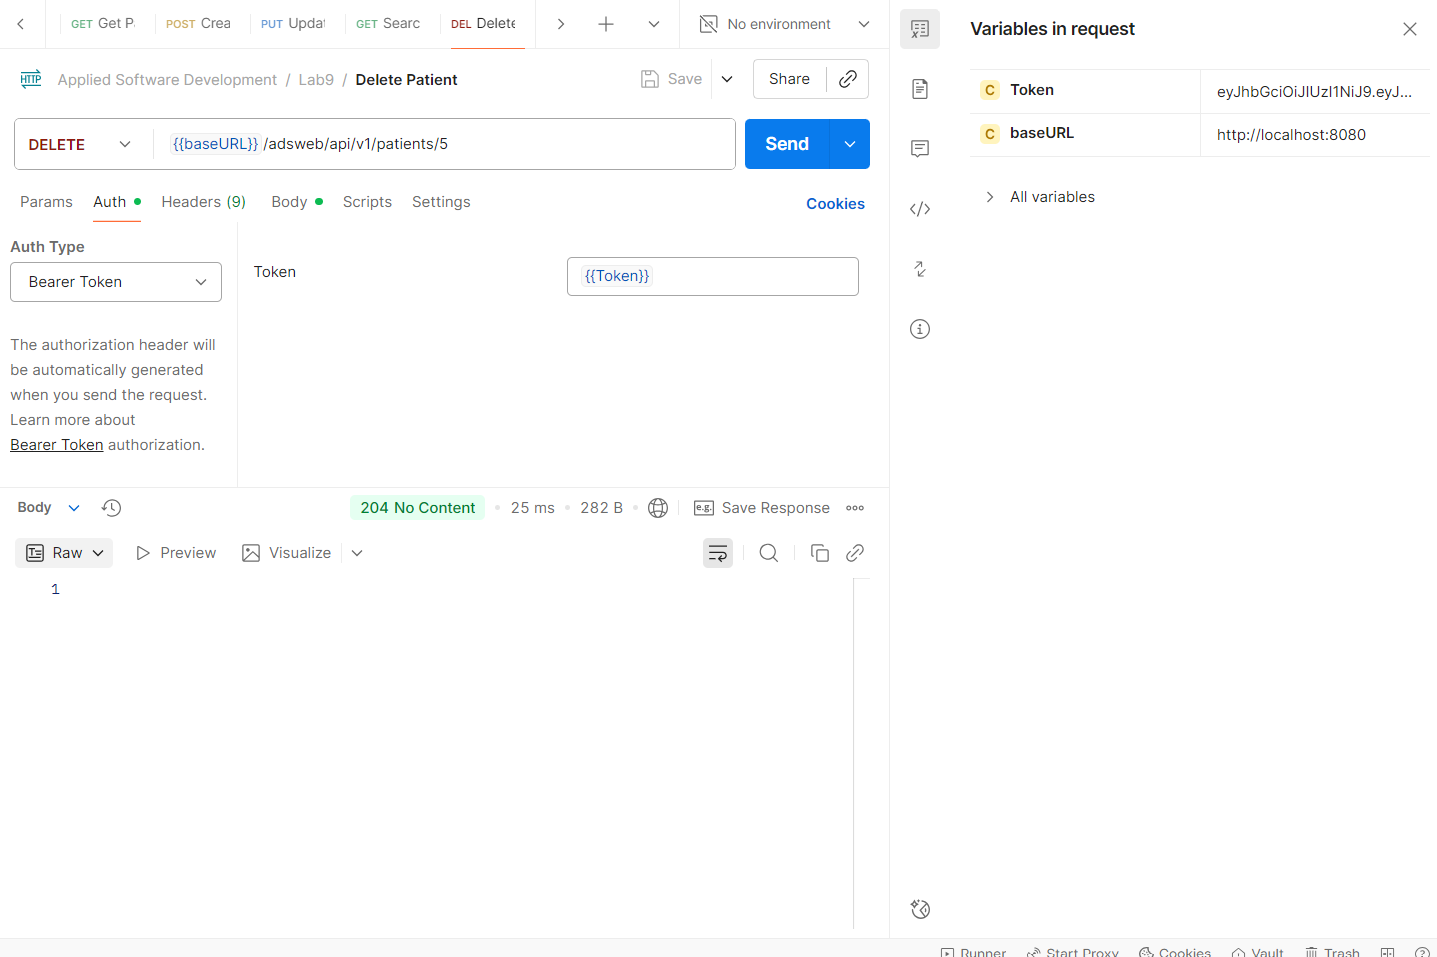 GET Get P
POST Crea
PUT Updat
GET Searc
DEL Delete
No environment
HTTP
Applied Software Development / Lab9 / Delete Patient
Save
Share
DELETE
{{baseURL}} /adsweb/api/v1/patients/5
Send
Params
Auth
Headers (9)
Body
Scripts
Settings
Cookies
Auth Type
Bearer Token
The authorization header will
be automatically generated
when you send the request.
Learn more about
Bearer Token authorization.
Token
{{Token}}
Body
204 No Content
25 ms
282 B
e.g.
Save Response
Raw
Preview
Visualize
1
Variables in request
C Token
eyJhbGciOiJIUzI1NiJ9.eyJ...
C baseURL
http://localhost:8080
All variables
Runner
Start Proxy
Cookies
Vault
Trash